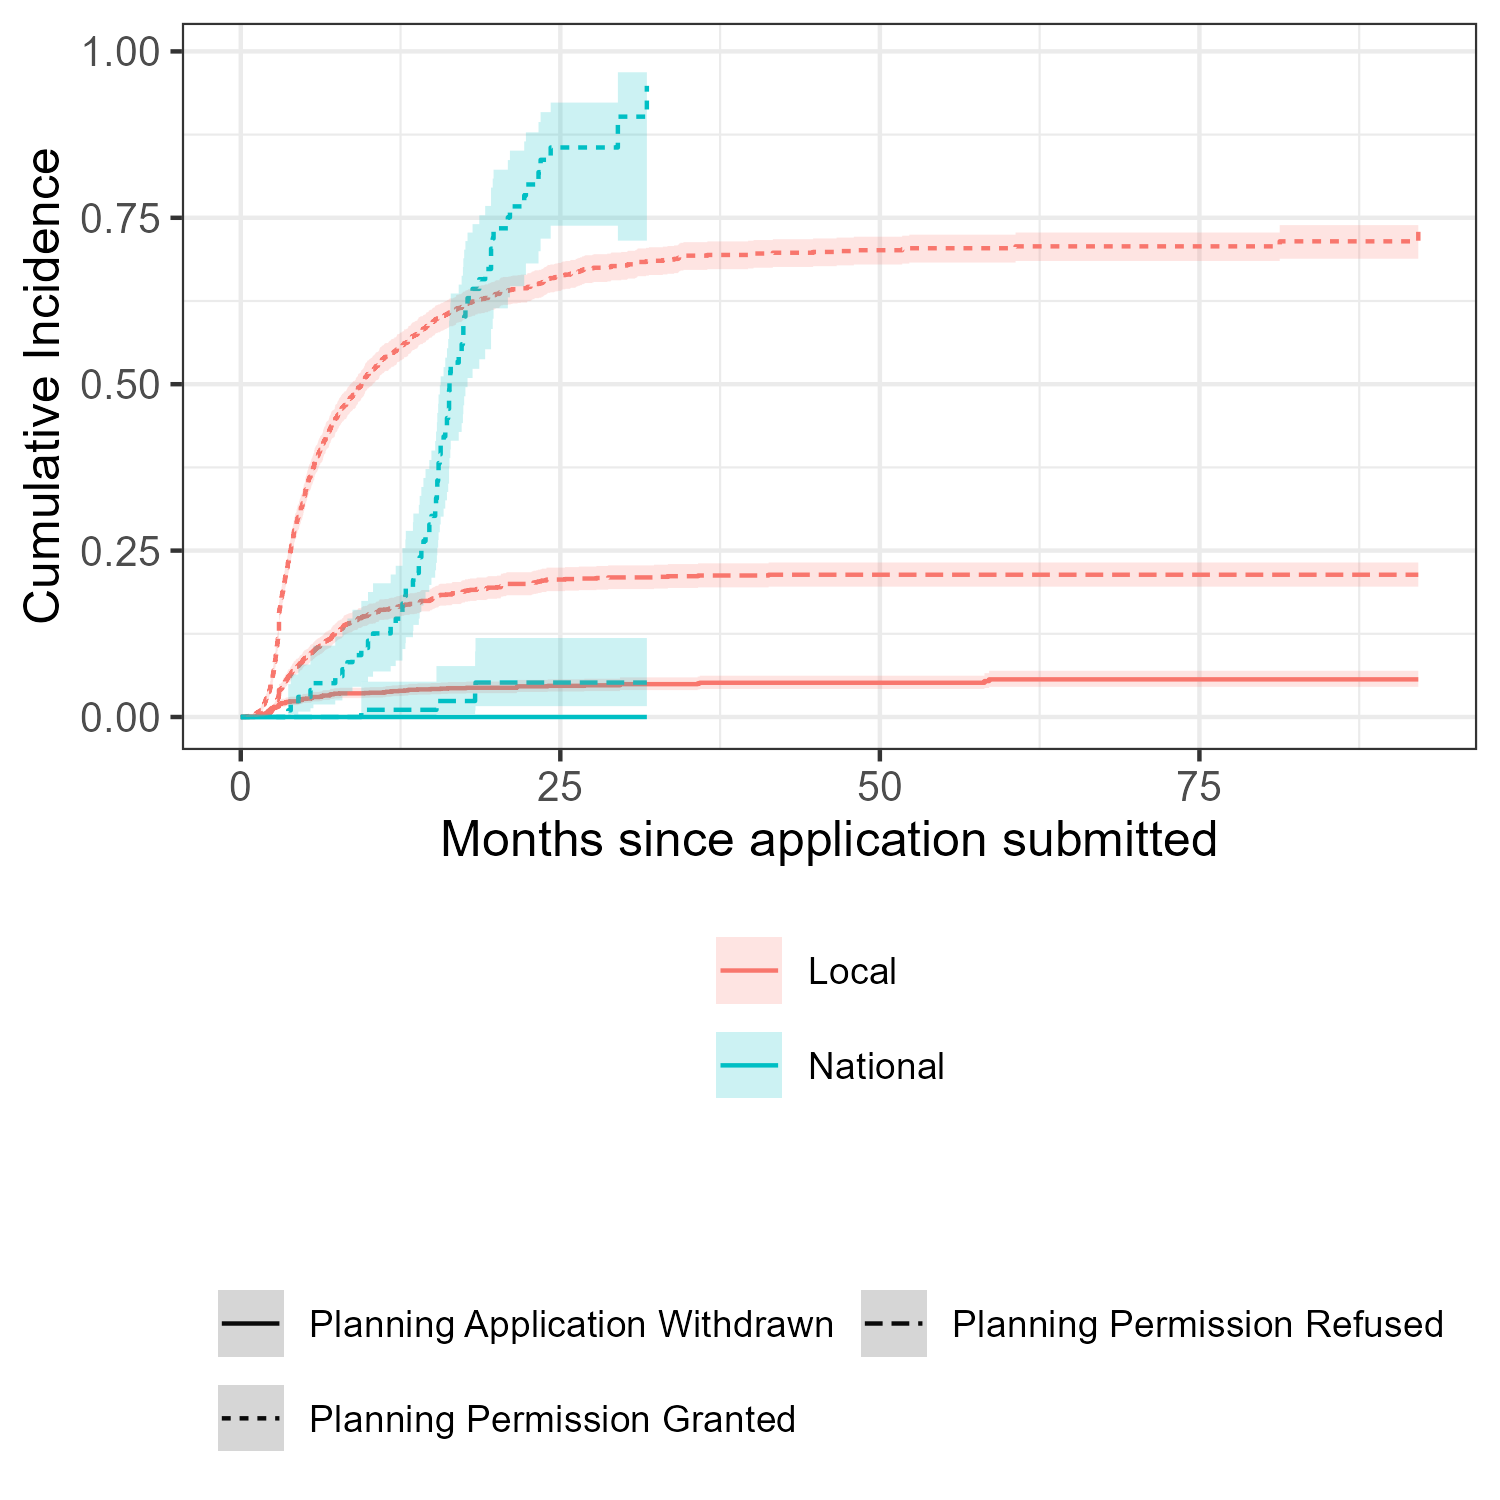 1.00
0.75
0.50
0.25
0.00
Cumulative Incidence
0 25 50 75
Months since application submitted
Local
National
Planning Application Withdrawn Planning Permission Refused
Planning Permission Granted